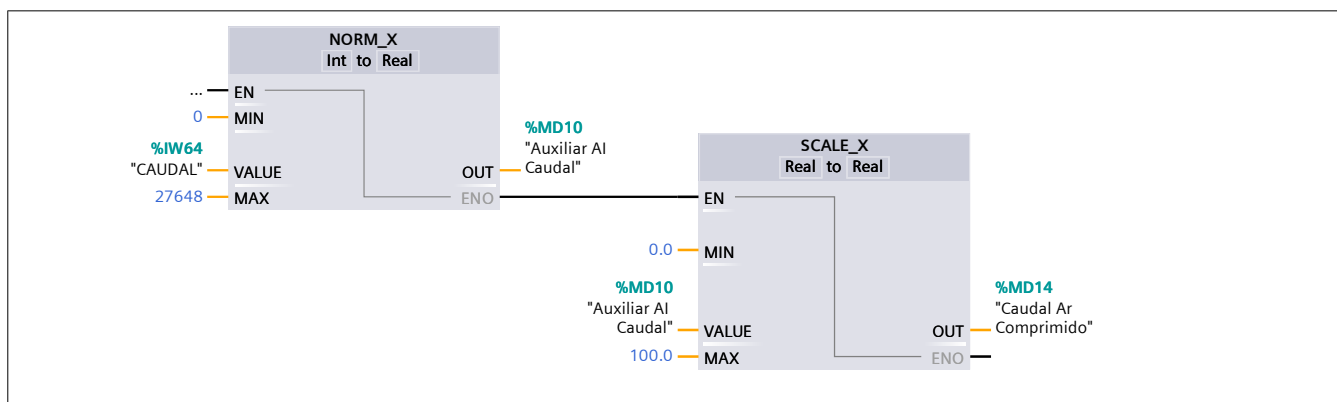 NORM_X
Int to Real
... EN
0 MIN
%IW64
"CAUDAL" VALUE
27648 MAX
%MD10
"Auxiliar AI
Caudal"
OUT
ENO
SCALE_X
Real to Real
EN
0.0 MIN
%MD10
"Auxiliar AI
Caudal" VALUE
100.0 MAX
%MD14
"Caudal Ar
Comprimido"
OUT
ENO